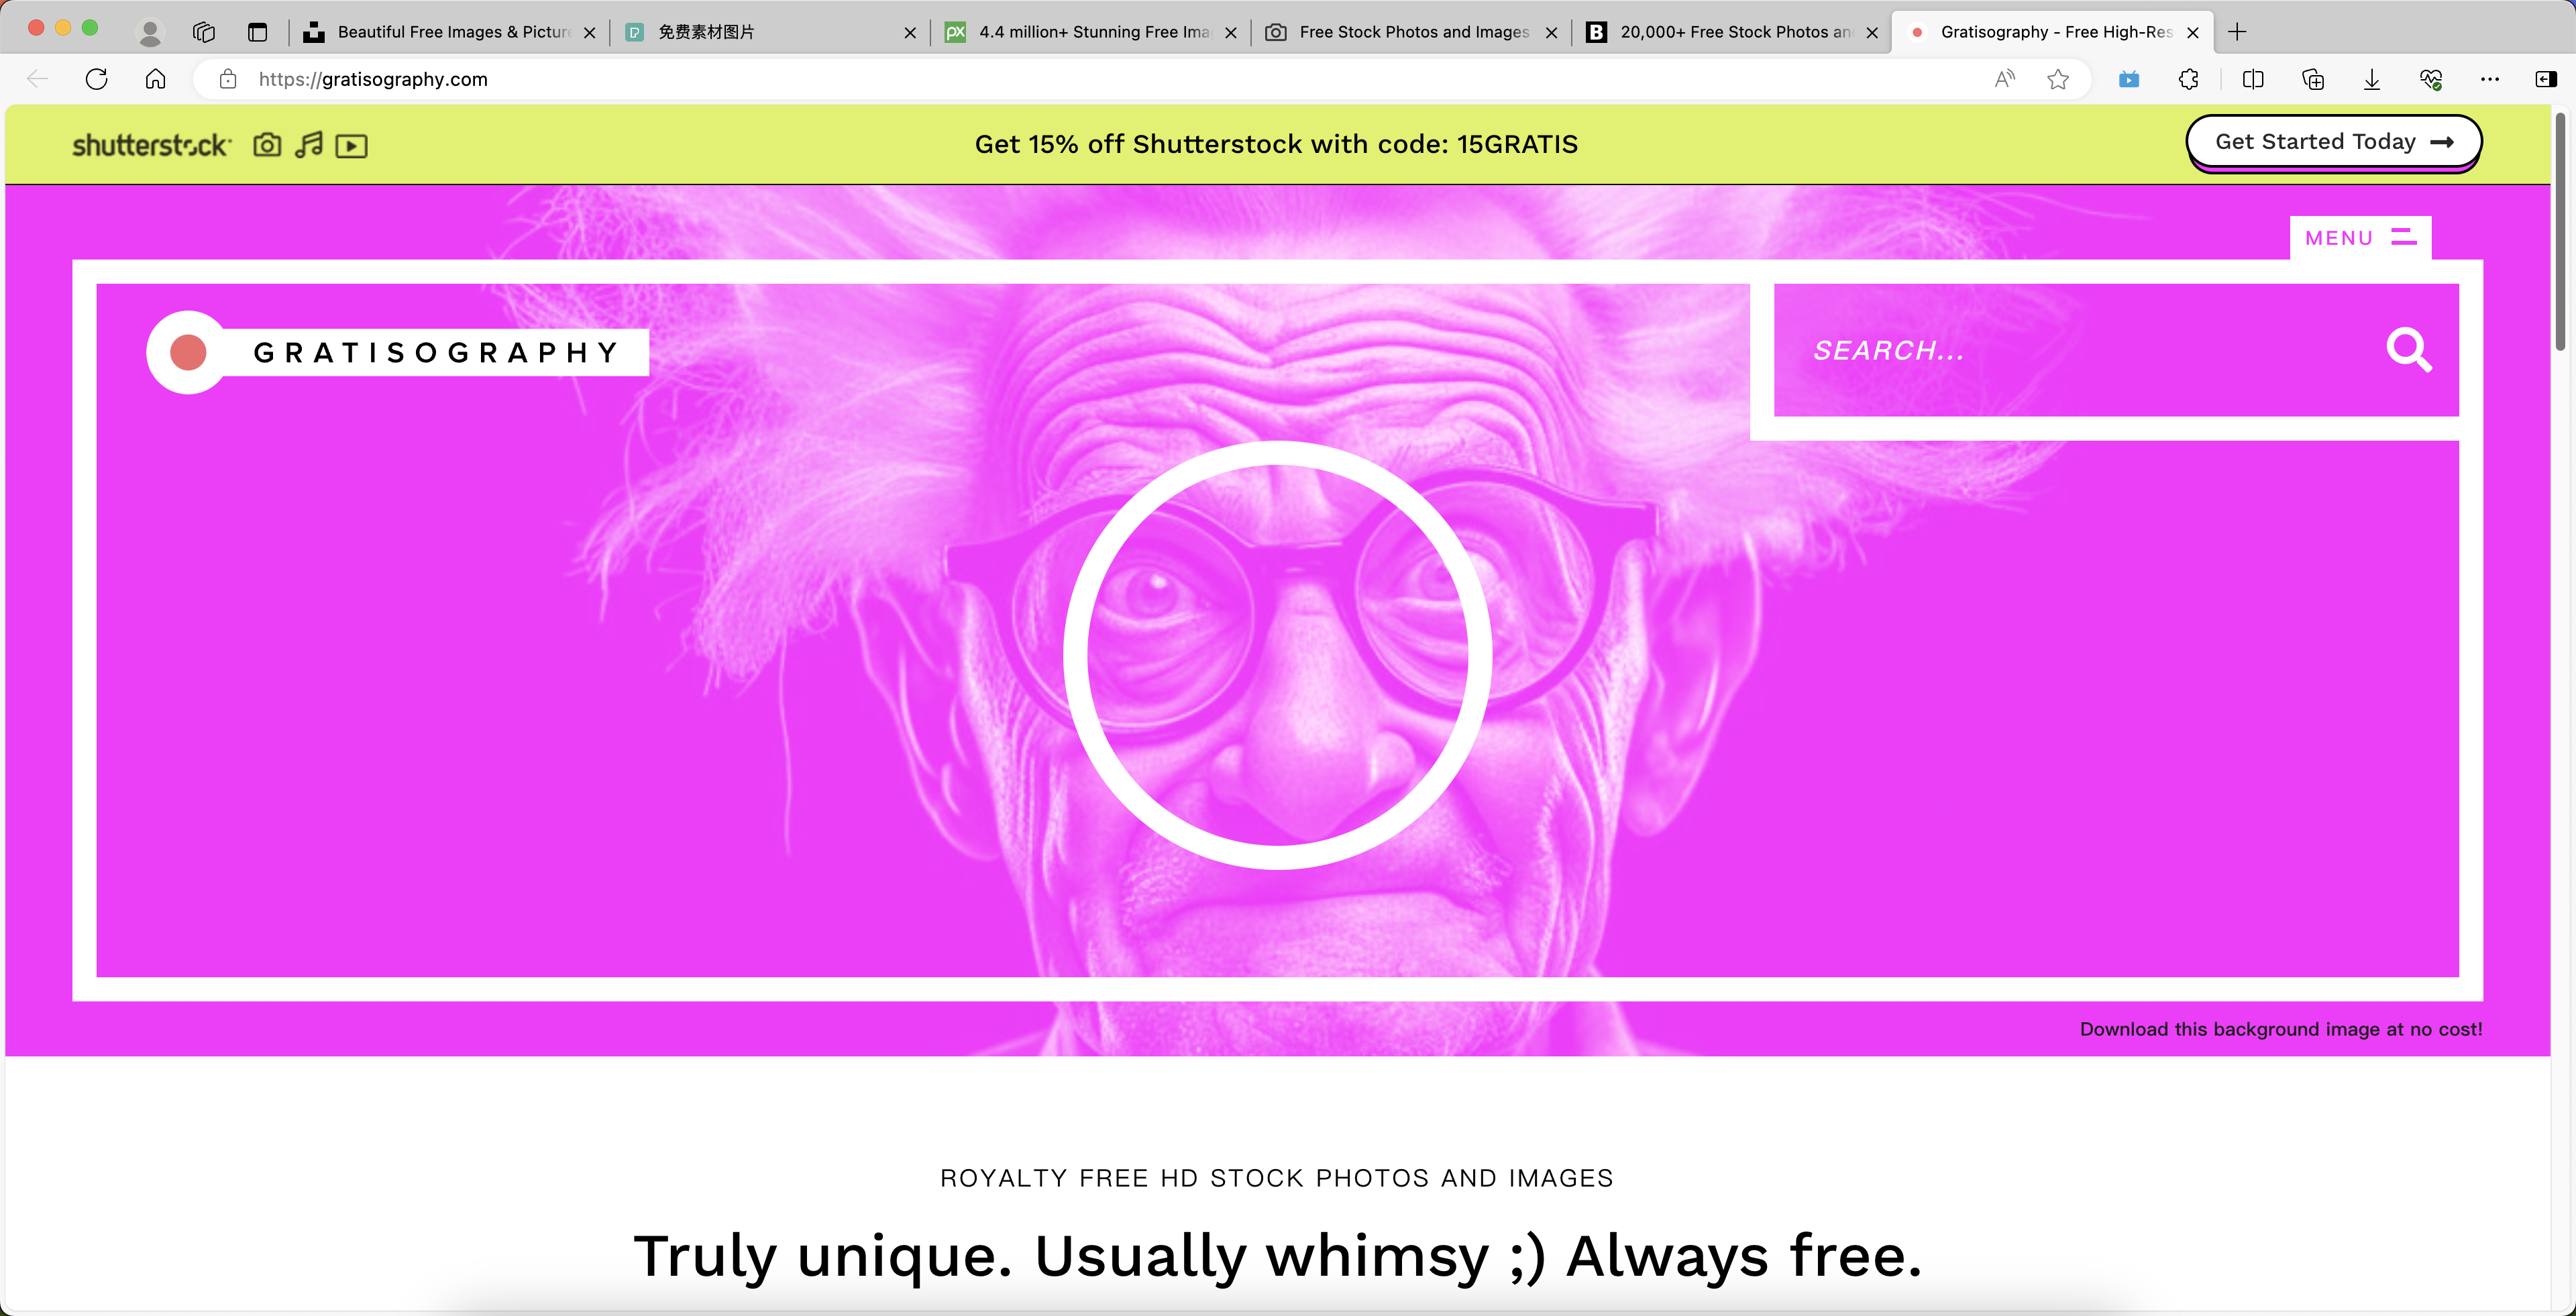 Beautiful Free Images & Pictur
免费素材图片
4.4 million+ Stunning Free Ima
Free Stock Photos and Images
20,000+ Free Stock Photos an
Gratisography - Free High-Res
https://gratisography.com
shutterstock
Get 15% off Shutterstock with code: 15GRATIS
Get Started Today
MENU
GRATISOGRAPHY
SEARCH...
Download this background image at no cost!
ROYALTY FREE HD STOCK PHOTOS AND IMAGES
Truly unique. Usually whimsy ;) Always free.